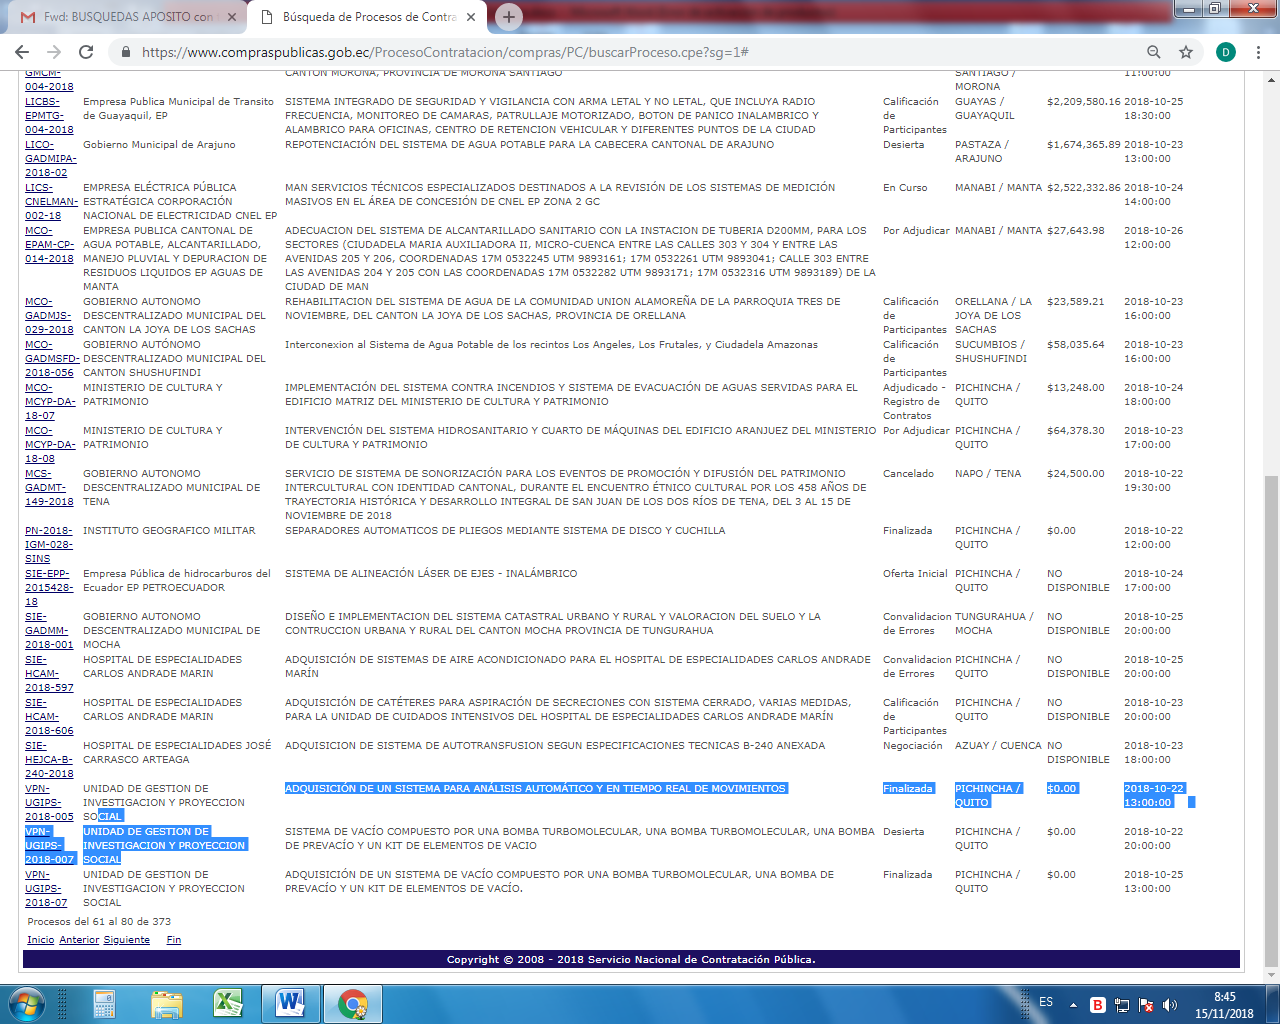 Fwd: BUSQUEDAS APOSITO con
Búsqueda de Procesos de Contra
https://www.compraspublicas.gob.ec/ProcesoContratacion/compras/PC/buscarProceso.cpe?sg=1#
D
GMCM-
004-2018
CANTON MORONA, PROVINCIA DE MORONA SANTIAGO
SANTIAGO /
MORONA
11:00:00
LICBS-
EPMTG-
004-2018
Empresa Publica Municipal de Transito
de Guayaquil, EP
SISTEMA INTEGRADO DE SEGURIDAD Y VIGILANCIA CON ARMA LETAL Y NO LETAL, QUE INCLUYA RADIO
FRECUENCIA, MONITOREO DE CAMARAS, PATRULLAJE MOTORIZADO, BOTON DE PANICO INALAMBRICO Y
ALAMBRICO PARA OFICINAS, CENTRO DE RETENCION VEHICULAR Y DIFERENTES PUNTOS DE LA CIUDAD
Calificación
de
Participantes
GUAYAS /
GUAYAQUIL
$2,209,580.16
2018-10-25
18:30:00
LICO-
GADMIPA-
2018-02
Gobierno Municipal de Arajuno
REPOTENCIACIÓN DEL SISTEMA DE AGUA POTABLE PARA LA CABECERA CANTONAL DE ARAJUNO
Desierta
PASTAZA /
ARAJUNO
$1,674,365.89
2018-10-23
13:00:00
LICS-
CNELMAN-
002-18
EMPRESA ELÉCTRICA PÚBLICA
ESTRATÉGICA CORPORACIÓN
NACIONAL DE ELECTRICIDAD CNEL EP
MAN SERVICIOS TÉCNICOS ESPECIALIZADOS DESTINADOS A LA REVISIÓN DE LOS SISTEMAS DE MEDICIÓN
MASIVOS EN EL ÁREA DE CONCESIÓN DE CNEL EP ZONA 2 GC
En Curso
MANABI / MANTA
$2,522,332.86
2018-10-24
14:00:00
MCO-
EPAM-CP-
014-2018
EMPRESA PUBLICA CANTONAL DE
AGUA POTABLE, ALCANTARILLADO,
MANEJO PLUVIAL Y DEPURACION DE
RESIDUOS LIQUIDOS EP AGUAS DE
MANTA
ADECUACION DEL SISTEMA DE ALCANTARILLADO SANITARIO CON LA INSTACION DE TUBERIA D200MM, PARA LOS
SECTORES (CIUDADELA MARIA AUXILIADORA II, MICRO-CUENCA ENTRE LAS CALLES 303 Y 304 Y ENTRE LAS
AVENIDAS 205 Y 206, COORDENADAS 17M 0532245 UTM 9893161; 17M 0532261 UTM 9893041; CALLE 303 ENTRE
LAS AVENIDAS 204 Y 205 CON LAS COORDENADAS 17M 0532282 UTM 9893171; 17M 0532316 UTM 9893189) DE LA
CIUDAD DE MAN
Por Adjudicar
MANABI / MANTA
$27,643.98
2018-10-26
12:00:00
MCO-
GADMJS-
029-2018
GOBIERNO AUTONOMO
DESCENTRALIZADO MUNICIPAL DEL
CANTON LA JOYA DE LOS SACHAS
REHABILITACION DEL SISTEMA DE AGUA DE LA COMUNIDAD UNION ALAMOREÑA DE LA PARROQUIA TRES DE
NOVIEMBRE, DEL CANTON LA JOYA DE LOS SACHAS, PROVINCIA DE ORELLANA
Calificación
de
Participantes
ORELLANA / LA
JOYA DE LOS
SACHAS
$23,589.21
2018-10-23
16:00:00
MCO-
GADMSFD-
2018-056
GOBIERNO AUTÓNOMO
DESCENTRALIZADO MUNICIPAL DEL
CANTON SHUSHUFINDI
Interconexion al Sistema de Agua Potable de los recintos Los Angeles, Los Frutales, y Ciudadela Amazonas
Calificación
de
Participantes
SUCUMBIOS /
SHUSHUFINDI
$58,035.64
2018-10-23
16:00:00
MCO-
MCYP-DA-
18-07
MINISTERIO DE CULTURA Y
PATRIMONIO
IMPLEMENTACIÓN DEL SISTEMA CONTRA INCENDIOS Y SISTEMA DE EVACUACIÓN DE AGUAS SERVIDAS PARA EL
EDIFICIO MATRIZ DEL MINISTERIO DE CULTURA Y PATRIMONIO
Adjudicado -
Registro de
Contratos
PICHINCHA /
QUITO
$13,248.00
2018-10-24
18:00:00
MCO-
MCYP-DA-
18-08
MINISTERIO DE CULTURA Y
PATRIMONIO
INTERVENCIÓN DEL SISTEMA HIDROSANITARIO Y CUARTO DE MÁQUINAS DEL EDIFICIO ARANJUEZ DEL MINISTERIO
DE CULTURA Y PATRIMONIO
Por Adjudicar
PICHINCHA /
QUITO
$64,378.30
2018-10-23
17:00:00
MCS-
GADMT-
149-2018
GOBIERNO AUTONOMO
DESCENTRALIZADO MUNICIPAL DE
TENA
SERVICIO DE SISTEMA DE SONORIZACIÓN PARA LOS EVENTOS DE PROMOCIÓN Y DIFUSIÓN DEL PATRIMONIO
INTERCULTURAL CON IDENTIDAD CANTONAL, DURANTE EL ENCUENTRO ÉTNICO CULTURAL POR LOS 458 AÑOS DE
TRAYECTORIA HISTÓRICA Y DESARROLLO INTEGRAL DE SAN JUAN DE LOS DOS RÍOS DE TENA, DEL 3 AL 15 DE
NOVIEMBRE DE 2018
Cancelado
NAPO / TENA
$24,500.00
2018-10-22
19:30:00
PN-2018-
IGM-028-
SINS
INSTITUTO GEOGRAFICO MILITAR
SEPARADORES AUTOMATICOS DE PLIEGOS MEDIANTE SISTEMA DE DISCO Y CUCHILLA
Finalizada
PICHINCHA /
QUITO
$0.00
2018-10-22
12:00:00
SIE-EPP-
2015428-
18
Empresa Pública de hidrocarburos del
Ecuador EP PETROECUADOR
SISTEMA DE ALINEACIÓN LÁSER DE EJES - INALÁMBRICO
Oferta Inicial
PICHINCHA /
QUITO
NO
DISPONIBLE
2018-10-24
17:00:00
SIE-
GADMM-
2018-001
GOBIERNO AUTONOMO
DESCENTRALIZADO MUNICIPAL DE
MOCHA
DISEÑO E IMPLEMENTACION DEL SISTEMA CATASTRAL URBANO Y RURAL Y VALORACION DEL SUELO Y LA
CONTRUCCION URBANA Y RURAL DEL CANTON MOCHA PROVINCIA DE TUNGURAHUA
Convalidacion
de Errores
TUNGURAHUA /
MOCHA
NO
DISPONIBLE
2018-10-25
20:00:00
SIE-
HCAM-
2018-597
HOSPITAL DE ESPECIALIDADES
CARLOS ANDRADE MARIN
ADQUISICIÓN DE SISTEMAS DE AIRE ACONDICIONADO PARA EL HOSPITAL DE ESPECIALIDADES CARLOS ANDRADE
MARÍN
Convalidacion
de Errores
PICHINCHA /
QUITO
NO
DISPONIBLE
2018-10-25
20:00:00
SIE-
HCAM-
2018-606
HOSPITAL DE ESPECIALIDADES
CARLOS ANDRADE MARIN
ADQUISICIÓN DE CATÉTERES PARA ASPIRACIÓN DE SECRECIONES CON SISTEMA CERRADO, VARIAS MEDIDAS,
PARA LA UNIDAD DE CUIDADOS INTENSIVOS DEL HOSPITAL DE ESPECIALIDADES CARLOS ANDRADE MARÍN
Calificación
de
Participantes
PICHINCHA /
QUITO
NO
DISPONIBLE
2018-10-23
20:00:00
SIE-
HEJCA-B-
240-2018
HOSPITAL DE ESPECIALIDADES JOSÉ
CARRASCO ARTEAGA
ADQUISICION DE SISTEMA DE AUTOTRANSFUSION SEGUN ESPECIFICACIONES TECNICAS B-240 ANEXADA
Negociación
AZUAY / CUENCA
NO
DISPONIBLE
2018-10-23
18:00:00
VPN-
UGIPS-
2018-005
UNIDAD DE GESTION DE
INVESTIGACION Y PROYECCION
SOCIAL
ADQUISICIÓN DE UN SISTEMA PARA ANÁLISIS AUTOMÁTICO Y EN TIEMPO REAL DE MOVIMIENTOS
Finalizada
PICHINCHA /
QUITO
$0.00
2018-10-22
13:00:00
VPN-
UGIPS-
2018-007
UNIDAD DE GESTION DE
INVESTIGACION Y PROYECCION
SOCIAL
SISTEMA DE VACÍO COMPUESTO POR UNA BOMBA TURBOMOLECULAR, UNA BOMBA TURBOMOLECULAR, UNA BOMBA
DE PREVACÍO Y UN KIT DE ELEMENTOS DE VACIO
Desierta
PICHINCHA /
QUITO
$0.00
2018-10-22
20:00:00
VPN-
UGIPS-
2018-07
UNIDAD DE GESTION DE
INVESTIGACION Y PROYECCION
SOCIAL
ADQUISICIÓN DE UN SISTEMA DE VACÍO COMPUESTO POR UNA BOMBA TURBOMOLECULAR, UNA BOMBA DE
PREVACÍO Y UN KIT DE ELEMENTOS DE VACÍO.
Finalizada
PICHINCHA /
QUITO
$0.00
2018-10-25
13:00:00
Procesos del 61 al 80 de 373
Inicio Anterior Siguiente Fin
Copyright © 2008 - 2018 Servicio Nacional de Contratación Pública.
ES
B
8:45
15/11/2018